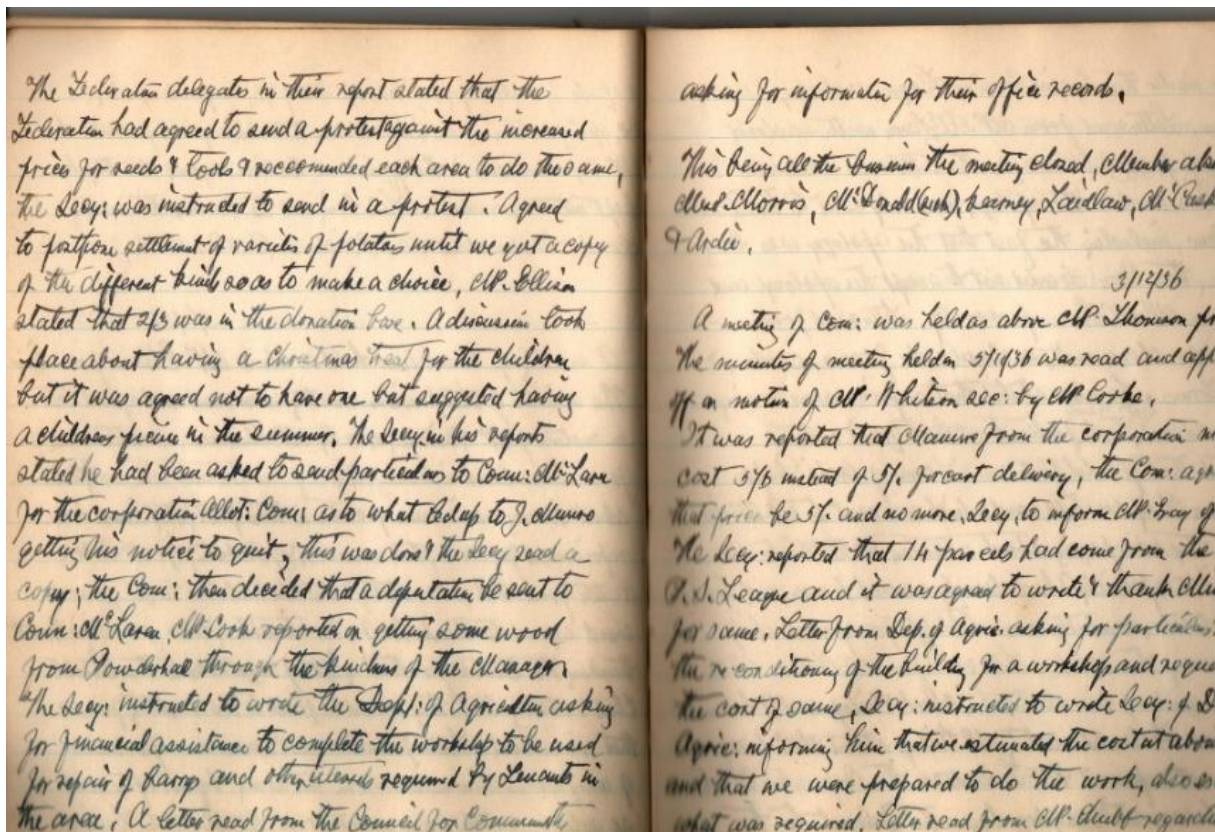 The Federation delegates in their report stated that the
Federation had agreed to send a protest against the increased
prices for seeds & tools & reccomended each area to do the same,
the Secy: was instructed to send in a protest. Agreed
to postpone settlement of varieties of potatoes until we got a copy
of the different kinds so as to make a choice, Mr. Ellison
stated that 2/3 was in the donation box. A discussion took
place about having a christmas treat for the children
but it was agreed not to have one but suggested having
a childrens picnic in the summer. The Secy in his reports
stated he had been asked to send particulars to Coun: McLaren
for the corporation Allot: Com: as to what led up to J. Munro
getting his notice to quit, this was done & the Secy read a
copy; the Com: then decided that a deputation be sent to
Coun: McLaren Mr. Cook reported on getting some wood
from Powderhall through the kindness of the Manager.
The Secy: instructed to wrote the Dept: of Agriculture asking
for financial assistance to complete the workshop to be used
for repair of barrows and other utensils required by Tenants in
the area. A letter read from the Council for Community
asking for information for their office records.
This being all the business the meeting closed, Member
Morris, McDonald, Kearney, Laidlaw,
& Ardie.
3/12/36
A meeting of Com: was held as above Mr. Thomson
The minutes of meeting held on was read and
off on motion of Mr. Whitson sec: by Mr Cooke.
It was reported that Manure from the corporation
cost 5/6 instead of 5/. for cart delivery, the Com:
that price be 5/. and no more, Secy, to inform Mr. Gray of
The Secy: reported that 14 parcels had come from the
League and it was agreed to write & thank
for same. Letter from Dep. of Agric. asking for particulars
the reconditioning of the building for a workshop and
the cost of same, Secy: instructed to write Secy: of
Agric: informing him that we estimated the cost at
and that we were prepared to do the work, also
what was required. Letter read from Mr. Chubb